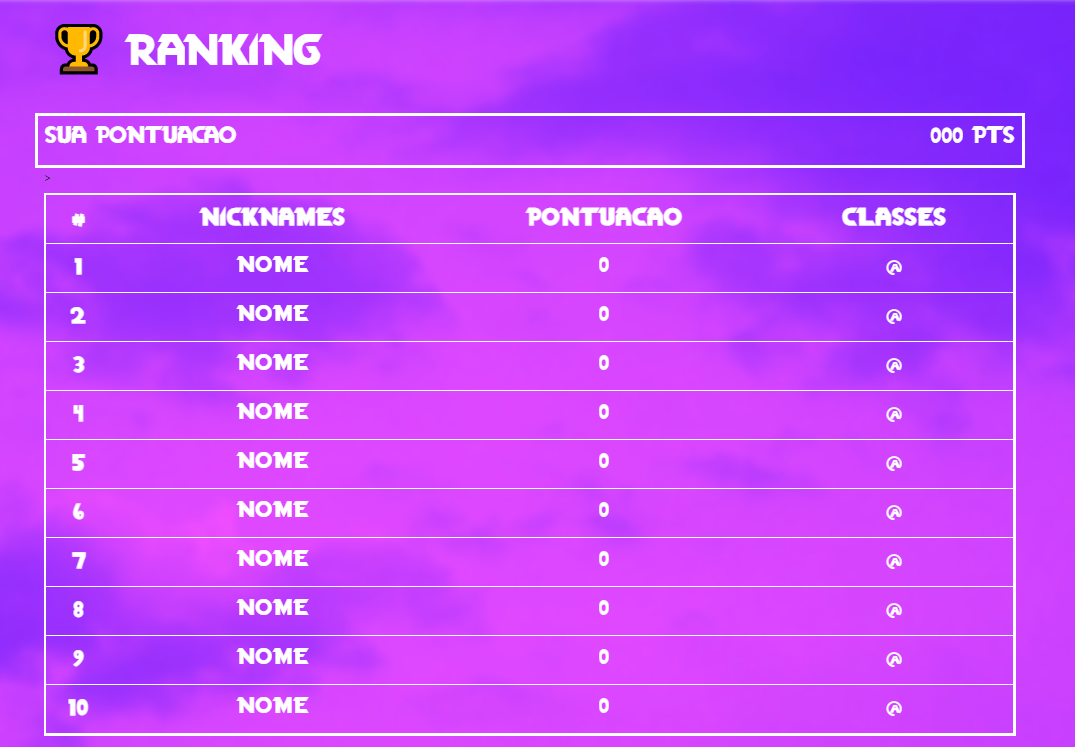 RANKING
SUA PONTUACAO 000 PTS
>
# NICKNAMES PONTUACAO CLASSES
1 NOME 0 @
2 NOME 0 @
3 NOME 0 @
4 NOME 0 @
5 NOME 0 @
6 NOME 0 @
7 NOME 0 @
8 NOME 0 @
9 NOME 0 @
10 NOME 0 @